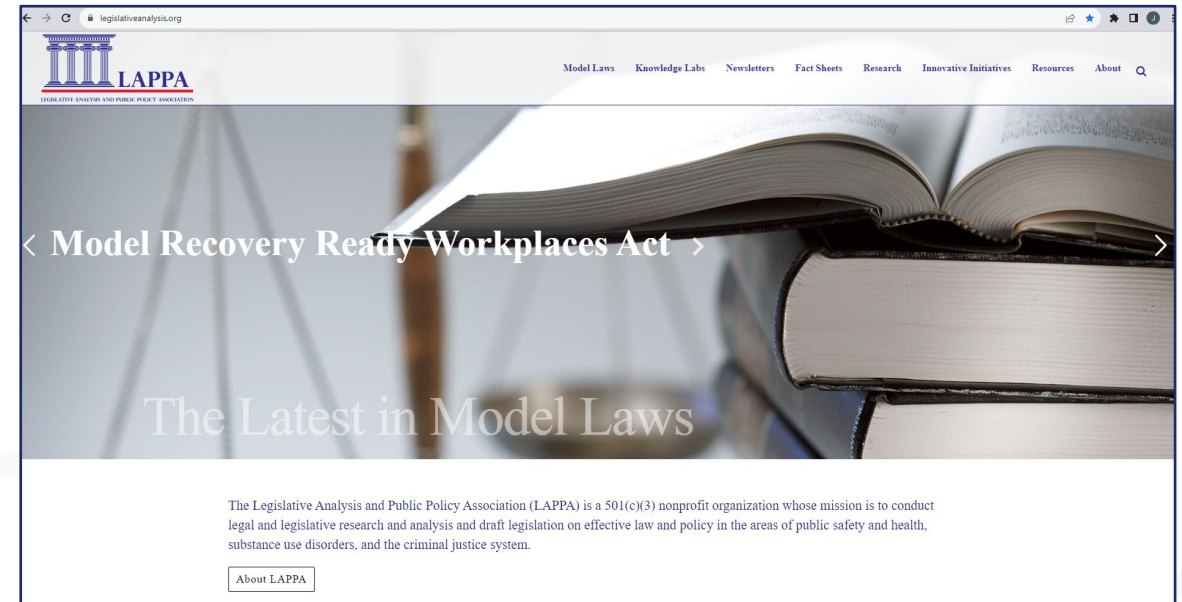 legislativeanalysis.org
J
LAPPA
LEGISLATIVE ANALYSIS AND PUBLIC POLICY ASSOCIATION
Model Laws Knowledge Labs Newsletters Fact Sheets Research Innovative Initiatives Resources About
Model Recovery Ready Workplaces Act
The Latest in Model Laws
The Legislative Analysis and Public Policy Association (LAPPA) is a 501(c)(3) nonprofit organization whose mission is to conduct
legal and legislative research and analysis and draft legislation on effective law and policy in the areas of public safety and health,
substance use disorders, and the criminal justice system.
About LAPPA